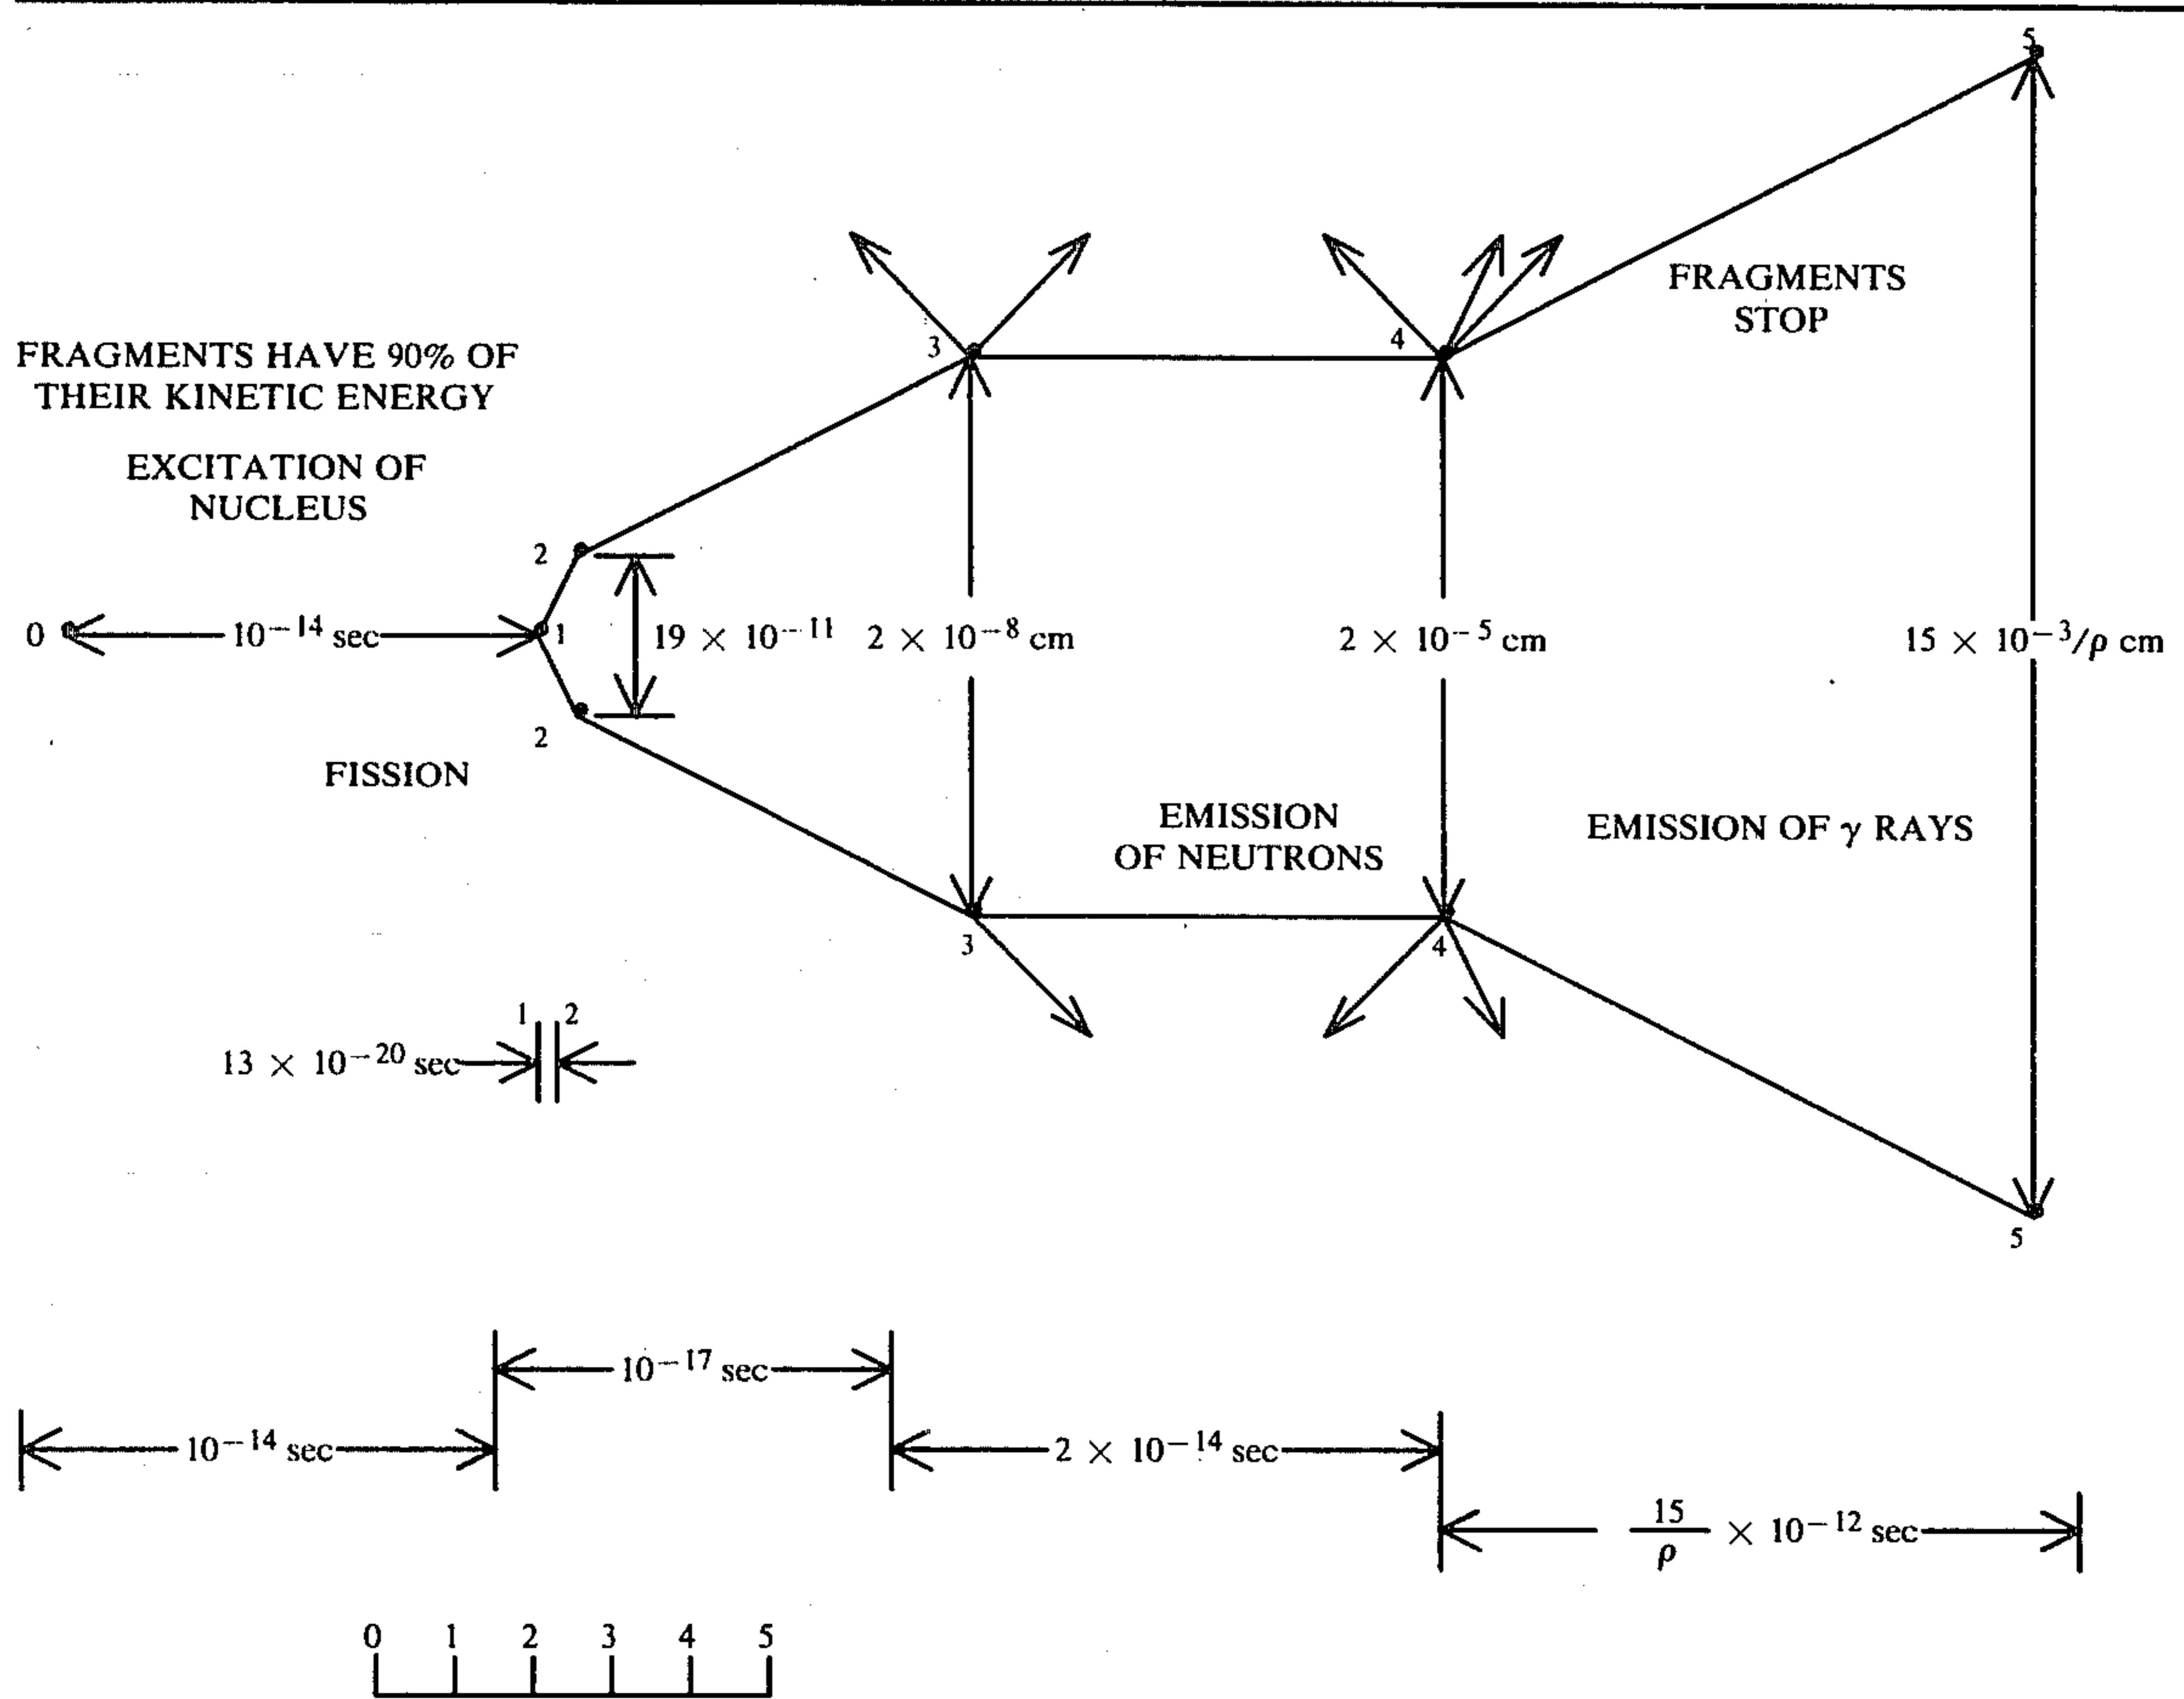 5
FRAGMENTS
STOP
3
4
FRAGMENTS HAVE 90% OF
THEIR KINETIC ENERGY
EXCITATION OF
NUCLEUS
2
0
10⁻¹⁴ sec
1
19 × 10⁻¹¹
2 × 10⁻⁸ cm
2 × 10⁻⁵ cm
15 × 10⁻³/ρ cm
2
FISSION
EMISSION
OF NEUTRONS
EMISSION OF γ RAYS
3
4
1 2
13 × 10⁻²⁰ sec
5
10⁻¹⁷ sec
10⁻¹⁴ sec
2 × 10⁻¹⁴ sec
15/ρ × 10⁻¹² sec
0 1 2 3 4 5